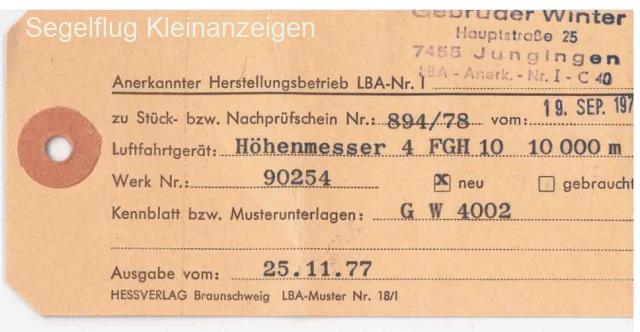 Segelflug Kleinanzeigen
Gebrüder Winter
Hauptstraße 25
7455 Jungingen
LBA - Anerk. - Nr. I - C 40
Anerkannter Herstellungsbetrieb LBA-Nr. I
19. SEP. 197
zu Stück- bzw. Nachprüfschein Nr.: 894/78 vom:
Luftfahrtgerät: Höhenmesser 4 FGH 10 10 000 m
Werk Nr.: 90254 x neu gebraucht
Kennblatt bzw. Musterunterlagen: G W 4002
Ausgabe vom: 25.11.77
HESSVERLAG Braunschweig LBA-Muster Nr. 18/I